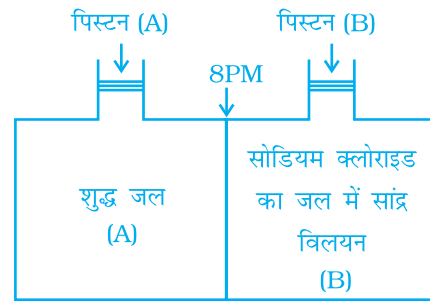 पिस्टन (A)
पिस्टन (B)
8PM
शुद्ध जल
(A)
सोडियम क्लोराइड
का जल में सांद्र
विलयन
(B)